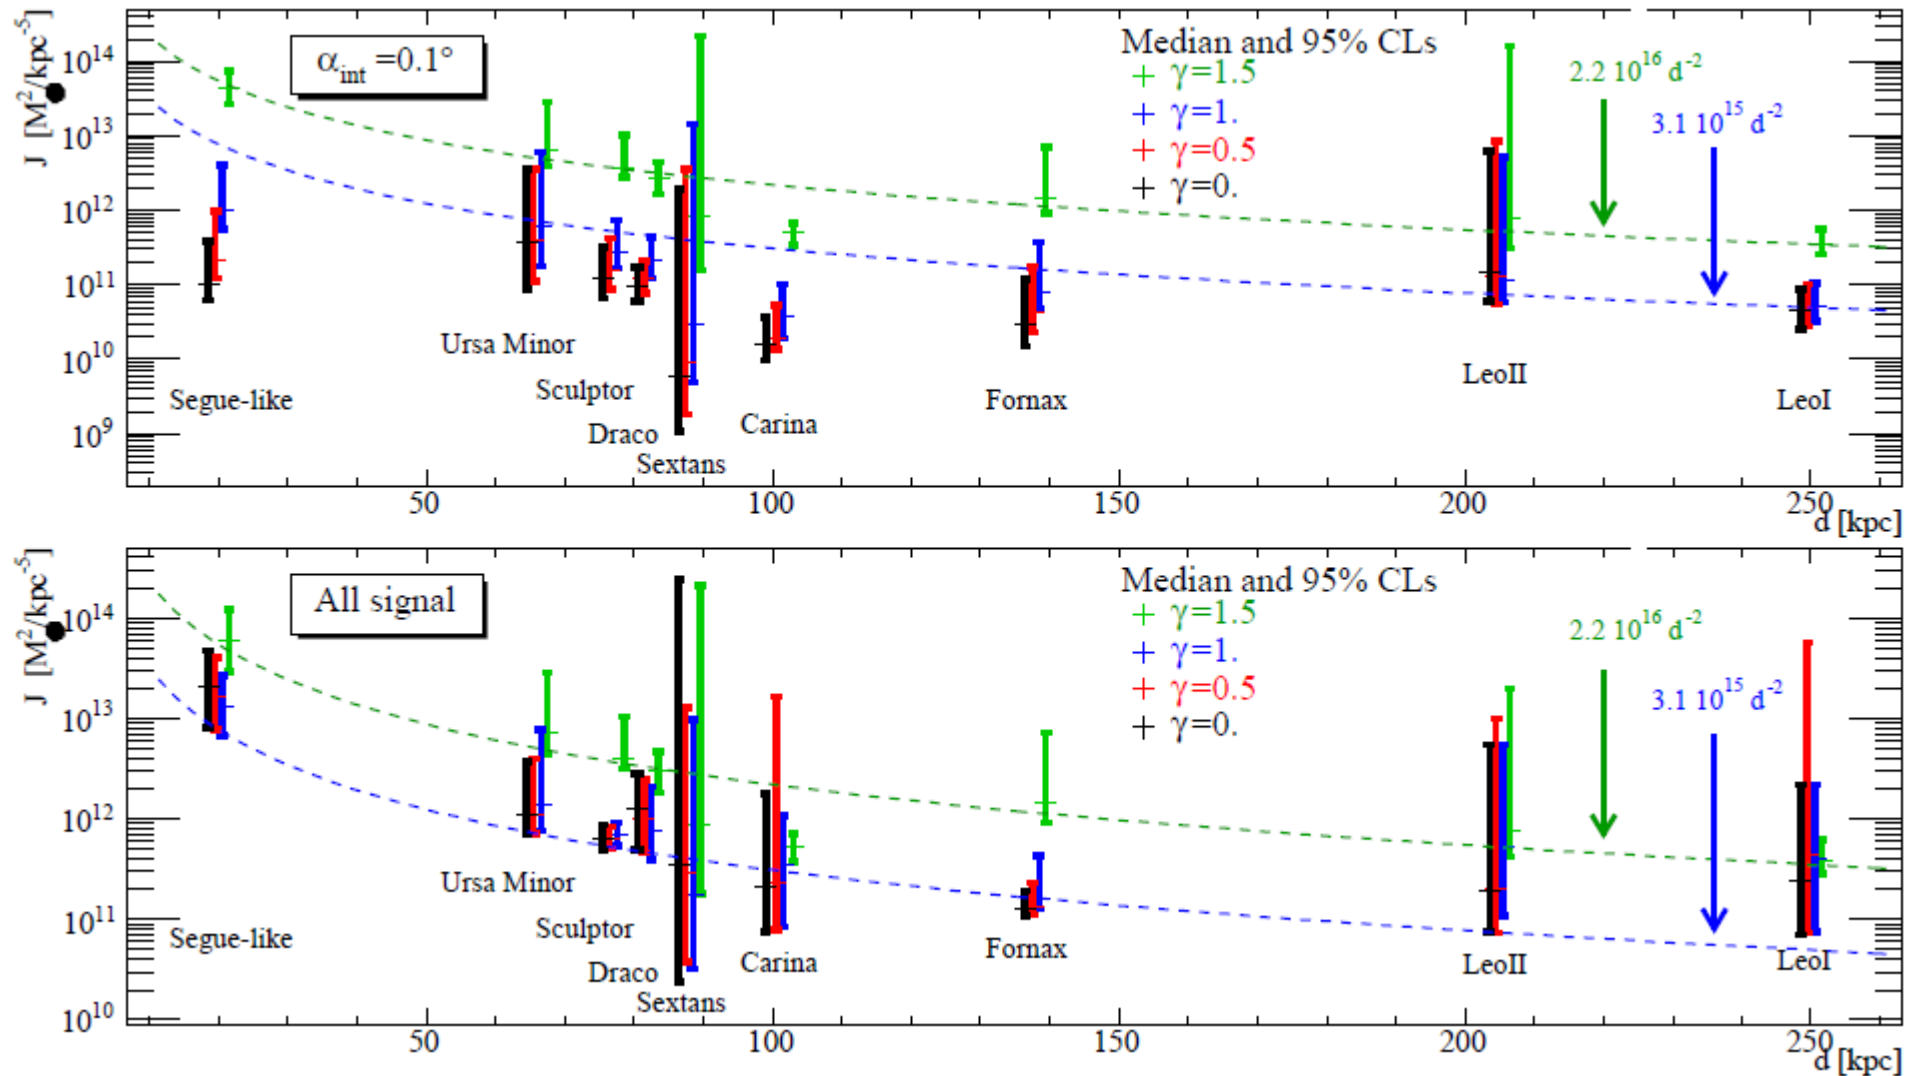 α_int =0.1°
Median and 95% CLs
γ=1.5
γ=1.
γ=0.5
γ=0.
2.2 10^16 d^-2
3.1 10^15 d^-2
J [M^2/kpc^-5]
10^14
10^13
10^12
10^11
10^10
10^9
Segue-like
Ursa Minor
Sculptor
Draco
Sextans
Carina
Fornax
LeoII
LeoI
50
100
150
200
250
d [kpc]
All signal
Median and 95% CLs
γ=1.5
γ=1.
γ=0.5
γ=0.
2.2 10^16 d^-2
3.1 10^15 d^-2
J [M^2/kpc^-5]
10^14
10^13
10^12
10^11
10^10
Segue-like
Ursa Minor
Sculptor
Draco
Sextans
Carina
Fornax
LeoII
LeoI
50
100
150
200
250
d [kpc]